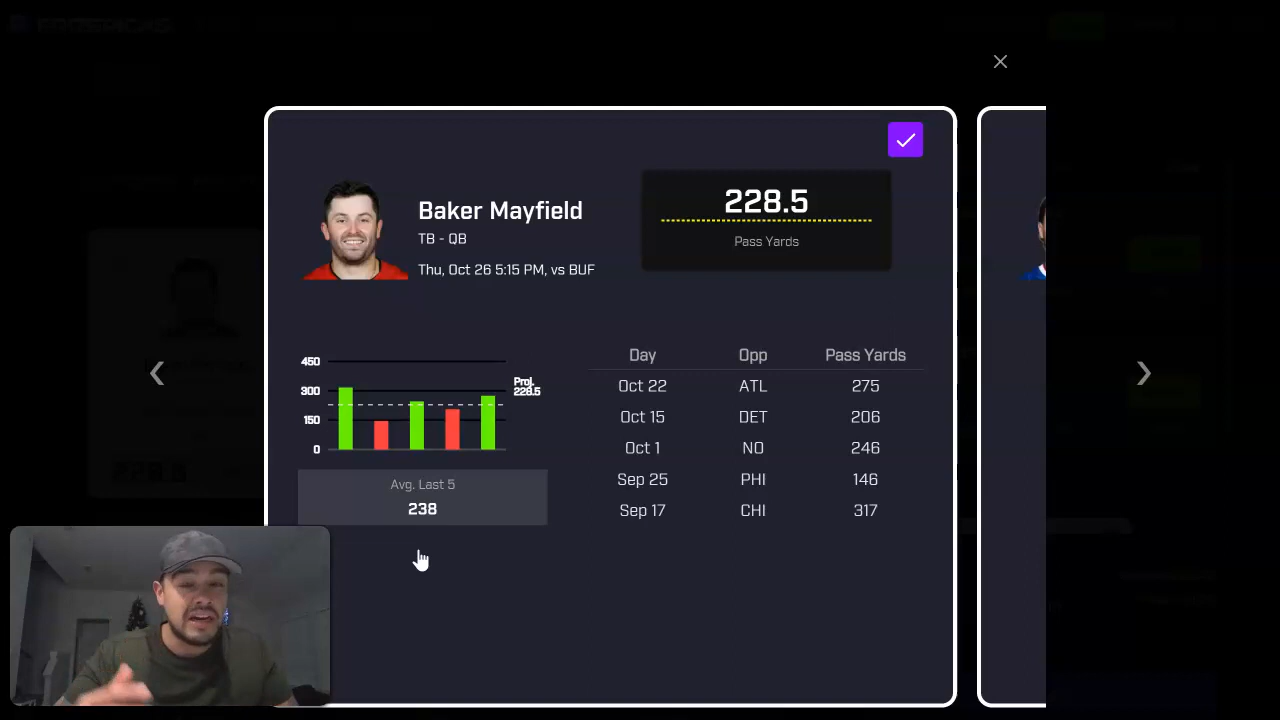 Baker Mayfield
TB - QB
Thu, Oct 26 5:15 PM, vs BUF
228.5
Pass Yards
450
300
150
0
Proj.
228.5
Avg. Last 5
238
Day Opp Pass Yards
Oct 22 ATL 275
Oct 15 DET 206
Oct 1 NO 246
Sep 25 PHI 146
Sep 17 CHI 317
228.5